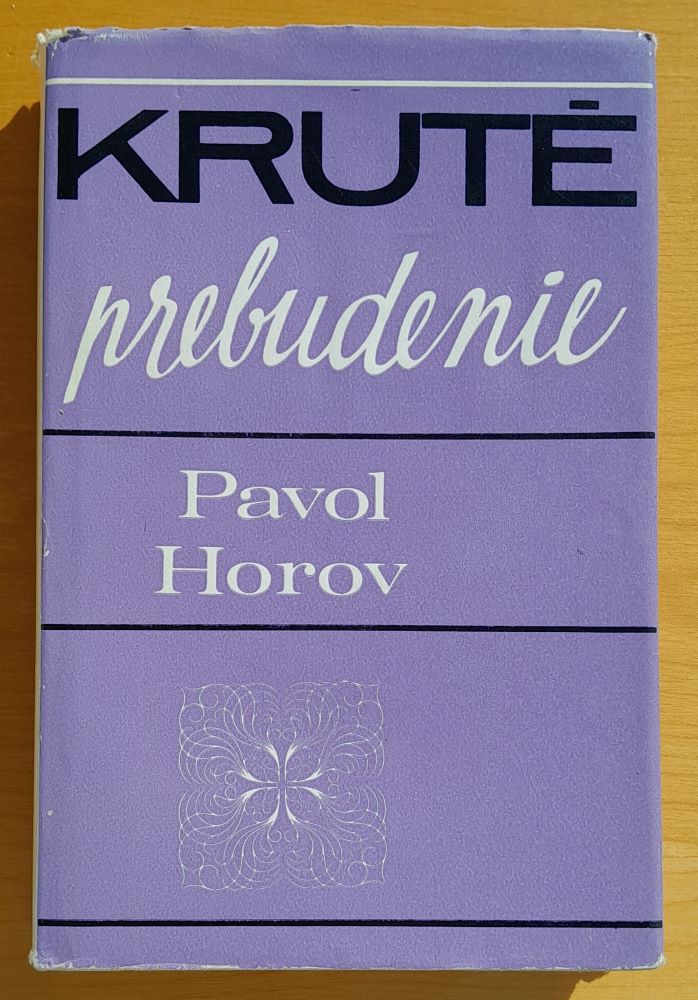 KRUTÉ
prebudenie
Pavol
Horov